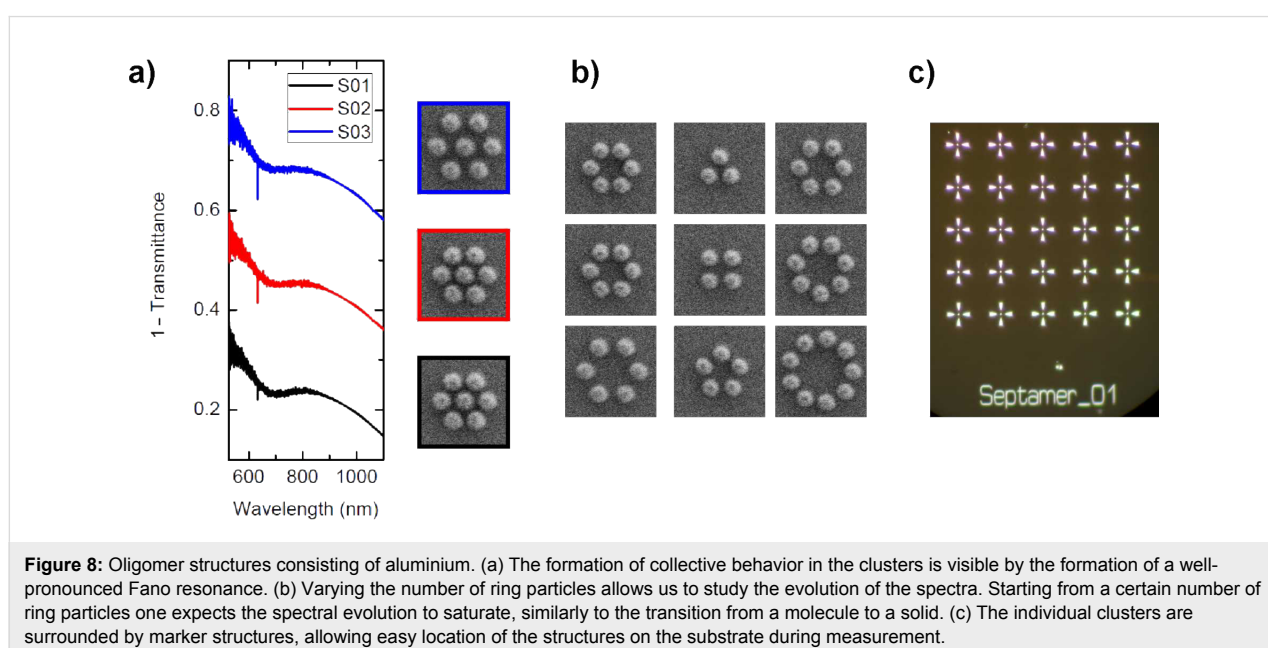 a)
b)
c)
S01
S02
S03
0.8
0.6
0.4
0.2
1 - Transmittance
600 800 1000
Wavelength (nm)
Septamer_01
Figure 8: Oligomer structures consisting of aluminium. (a) The formation of collective behavior in the clusters is visible by the formation of a well-
pronounced Fano resonance. (b) Varying the number of ring particles allows us to study the evolution of the spectra. Starting from a certain number of
ring particles one expects the spectral evolution to saturate, similarly to the transition from a molecule to a solid. (c) The individual clusters are
surrounded by marker structures, allowing easy location of the structures on the substrate during measurement.